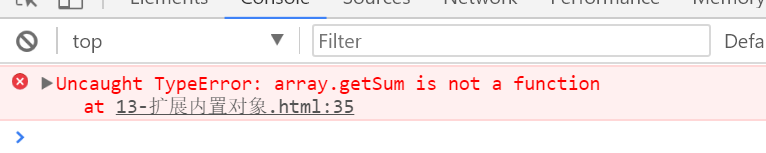 Elements Console Sources Network Performance Memory
top Filter Defa
Uncaught TypeError: array.getSum is not a function
at 13-扩展内置对象.html:35